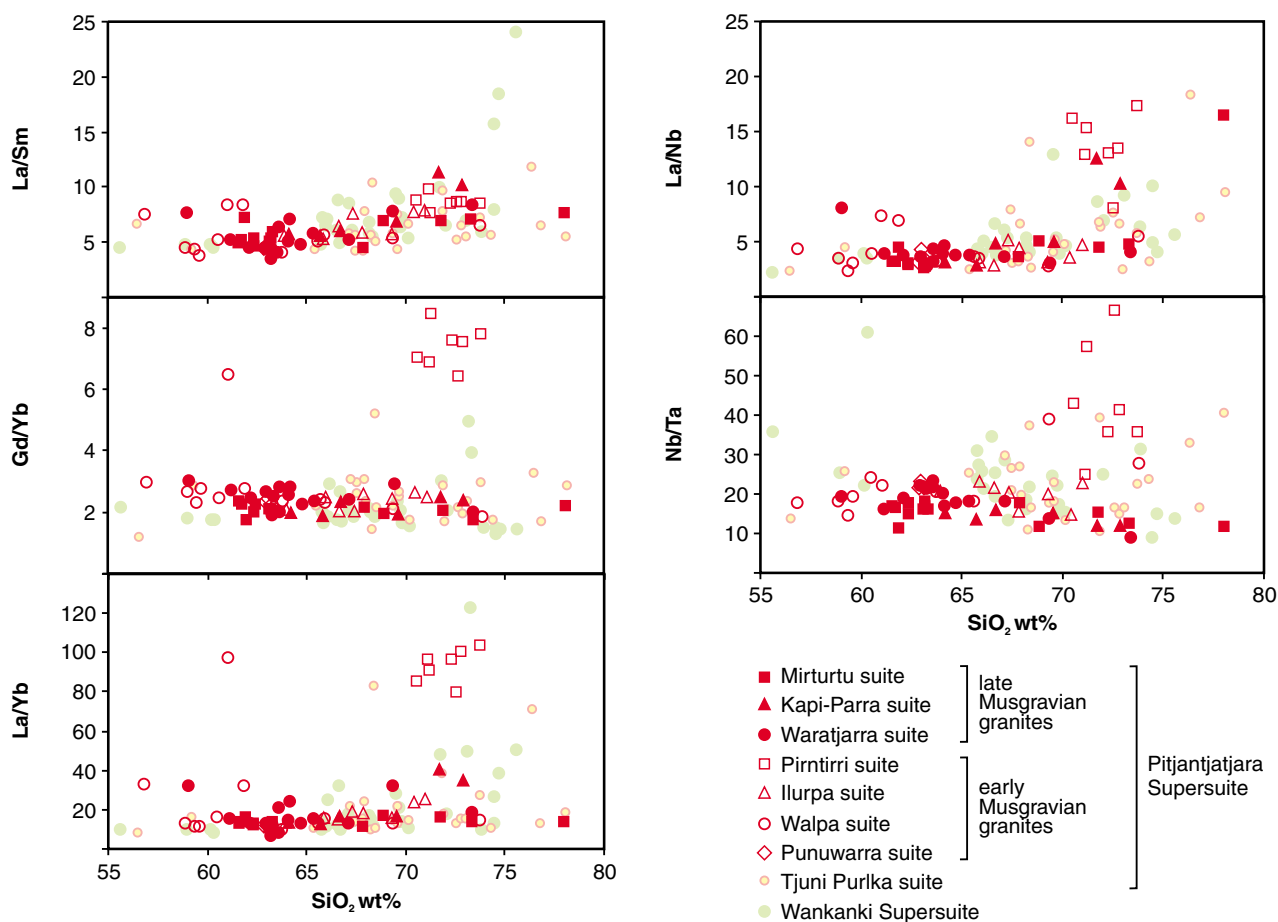 25
20
15
10
5
La/Sm
8
6
4
2
Gd/Yb
120
100
80
60
40
20
La/Yb
55 60 65 70 75 80
SiO₂ wt%
25
20
15
10
5
La/Nb
60
50
40
30
20
10
Nb/Ta
55 60 65 70 75 80
SiO₂ wt%
Mirturtu suite
Kapi-Parra suite
Waratjarra suite
late
Musgravian
granites
Pirntirri suite
Ilurpa suite
Walpa suite
Punuwarra suite
early
Musgravian
granites
Tjuni Purlka suite
Pitjantjatjara
Supersuite
Wankanki Supersuite